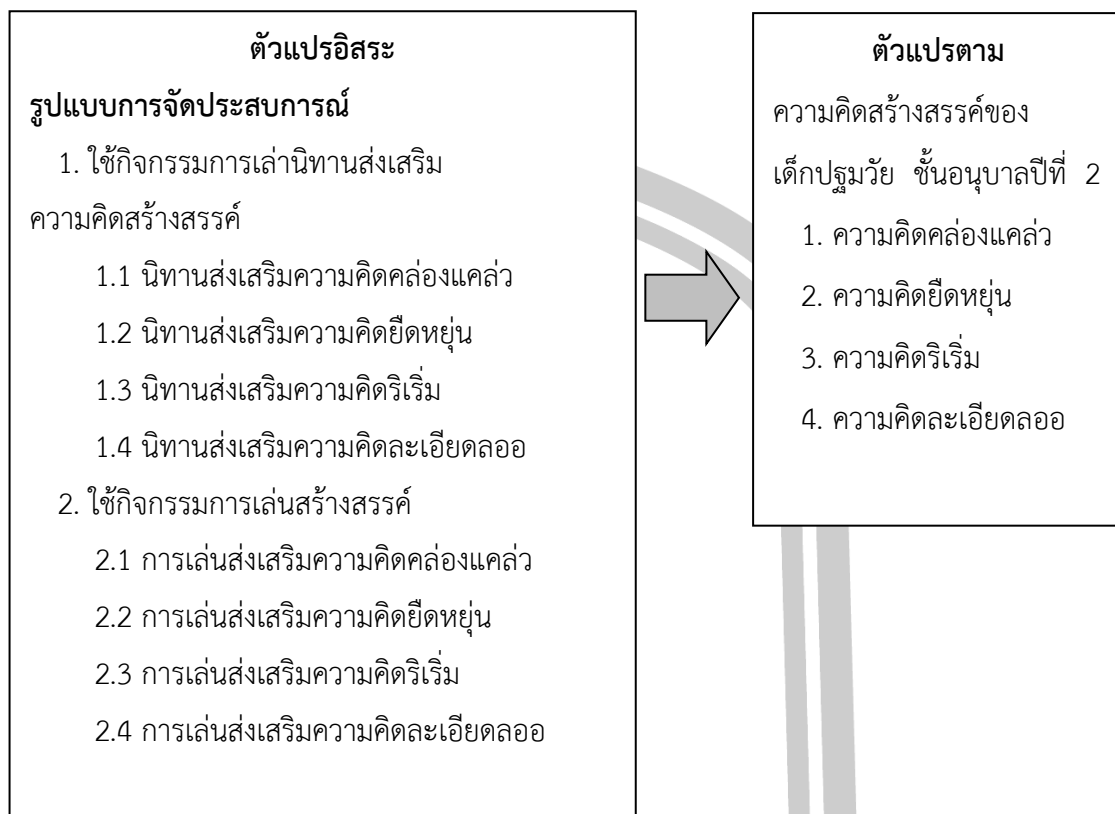 ตัวแปรอิสระ
รูปแบบการจัดประสบการณ์
1. ใช้กิจกรรมการเล่านิทานส่งเสริม
ความคิดสร้างสรรค์
1.1 นิทานส่งเสริมความคิดคล่องแคล่ว
1.2 นิทานส่งเสริมความคิดยืดหยุ่น
1.3 นิทานส่งเสริมความคิดริเริ่ม
1.4 นิทานส่งเสริมความคิดละเอียดลออ
2. ใช้กิจกรรมการเล่นสร้างสรรค์
2.1 การเล่นส่งเสริมความคิดคล่องแคล่ว
2.2 การเล่นส่งเสริมความคิดยืดหยุ่น
2.3 การเล่นส่งเสริมความคิดริเริ่ม
2.4 การเล่นส่งเสริมความคิดละเอียดลออ
ตัวแปรตาม
ความคิดสร้างสรรค์ของ
เด็กปฐมวัย ชั้นอนุบาลปีที่ 2
1. ความคิดคล่องแคล่ว
2. ความคิดยืดหยุ่น
3. ความคิดริเริ่ม
4. ความคิดละเอียดลออ